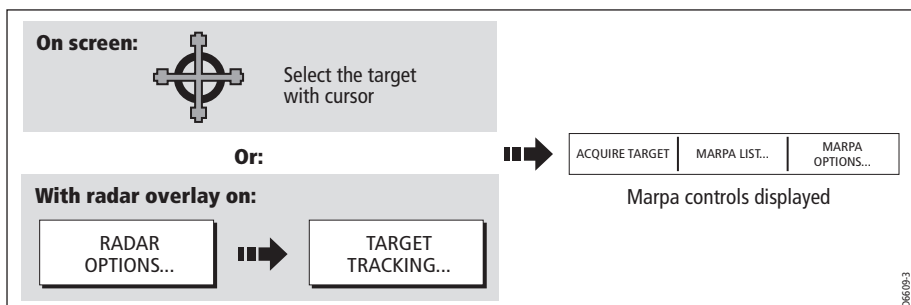 On screen:
Select the target
with cursor
Or:
With radar overlay on:
RADAR
OPTIONS...
TARGET
TRACKING...
ACQUIRE TARGET
MARPA LIST...
MARPA
OPTIONS...
Marpa controls displayed
D6609-3